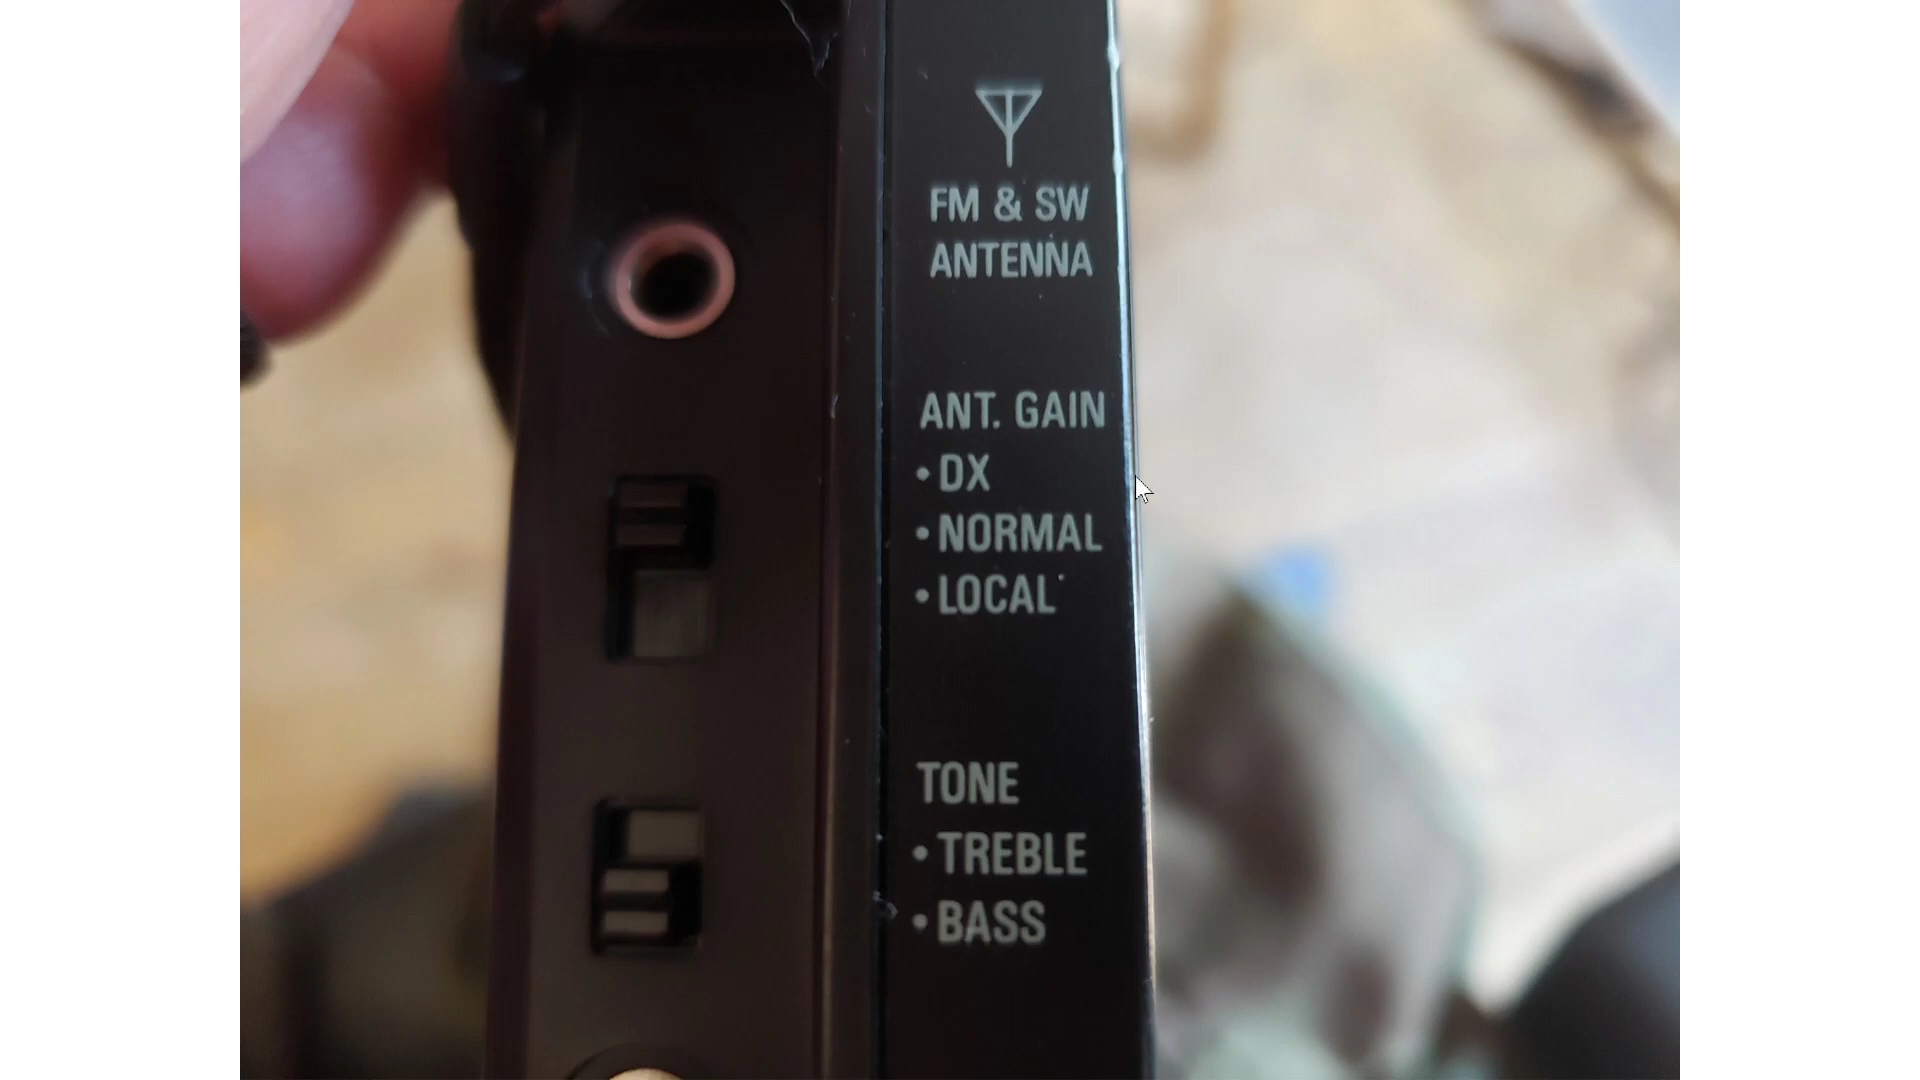 FM & SW
ANTENNA
ANT. GAIN
• DX
• NORMAL
• LOCAL
TONE
• TREBLE
• BASS